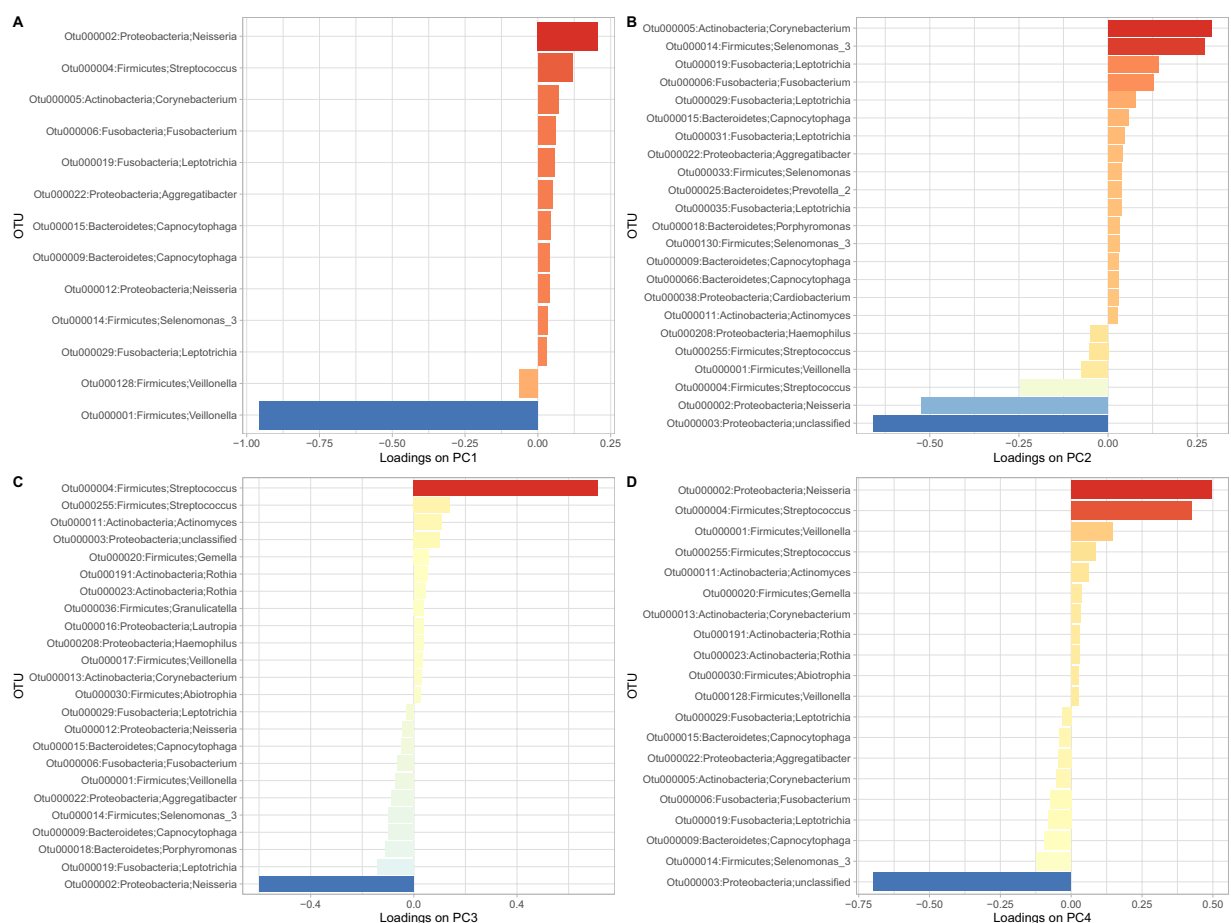 A
OTU
Otu000002:Proteobacteria;Neisseria
Otu000004:Firmicutes;Streptococcus
Otu000005:Actinobacteria;Corynebacterium
Otu000006:Fusobacteria;Fusobacterium
Otu000019:Fusobacteria;Leptotrichia
Otu000022:Proteobacteria;Aggregatibacter
Otu000015:Bacteroidetes;Capnocytophaga
Otu000009:Bacteroidetes;Capnocytophaga
Otu000012:Proteobacteria;Neisseria
Otu000014:Firmicutes;Selenomonas_3
Otu000029:Fusobacteria;Leptotrichia
Otu000128:Firmicutes;Veillonella
Otu000001:Firmicutes;Veillonella
−1.00 −0.75 −0.50 −0.25 0.00 0.25
Loadings on PC1
B
OTU
Otu000005:Actinobacteria;Corynebacterium
Otu000014:Firmicutes;Selenomonas_3
Otu000019:Fusobacteria;Leptotrichia
Otu000006:Fusobacteria;Fusobacterium
Otu000029:Fusobacteria;Leptotrichia
Otu000015:Bacteroidetes;Capnocytophaga
Otu000031:Fusobacteria;Leptotrichia
Otu000022:Proteobacteria;Aggregatibacter
Otu000033:Firmicutes;Selenomonas
Otu000025:Bacteroidetes;Prevotella_2
Otu000035:Fusobacteria;Leptotrichia
Otu000018:Bacteroidetes;Porphyromonas
Otu000130:Firmicutes;Selenomonas_3
Otu000009:Bacteroidetes;Capnocytophaga
Otu000066:Bacteroidetes;Capnocytophaga
Otu000038:Proteobacteria;Cardiobacterium
Otu000011:Actinobacteria;Actinomyces
Otu000208:Proteobacteria;Haemophilus
Otu000255:Firmicutes;Streptococcus
Otu000001:Firmicutes;Veillonella
Otu000004:Firmicutes;Streptococcus
Otu000002:Proteobacteria;Neisseria
Otu000003:Proteobacteria;unclassified
−0.50 −0.25 0.00 0.25
Loadings on PC2
C
OTU
Otu000004:Firmicutes;Streptococcus
Otu000255:Firmicutes;Streptococcus
Otu000011:Actinobacteria;Actinomyces
Otu000003:Proteobacteria;unclassified
Otu000020:Firmicutes;Gemella
Otu000191:Actinobacteria;Rothia
Otu000023:Actinobacteria;Rothia
Otu000036:Firmicutes;Granulicatella
Otu000016:Proteobacteria;Lautropia
Otu000208:Proteobacteria;Haemophilus
Otu000017:Firmicutes;Veillonella
Otu000013:Actinobacteria;Corynebacterium
Otu000030:Firmicutes;Abiotrophia
Otu000029:Fusobacteria;Leptotrichia
Otu000012:Proteobacteria;Neisseria
Otu000015:Bacteroidetes;Capnocytophaga
Otu000006:Fusobacteria;Fusobacterium
Otu000001:Firmicutes;Veillonella
Otu000022:Proteobacteria;Aggregatibacter
Otu000014:Firmicutes;Selenomonas_3
Otu000009:Bacteroidetes;Capnocytophaga
Otu000018:Bacteroidetes;Porphyromonas
Otu000019:Fusobacteria;Leptotrichia
Otu000002:Proteobacteria;Neisseria
−0.4 0.0 0.4
Loadings on PC3
D
OTU
Otu000002:Proteobacteria;Neisseria
Otu000004:Firmicutes;Streptococcus
Otu000001:Firmicutes;Veillonella
Otu000255:Firmicutes;Streptococcus
Otu000011:Actinobacteria;Actinomyces
Otu000020:Firmicutes;Gemella
Otu000013:Actinobacteria;Corynebacterium
Otu000191:Actinobacteria;Rothia
Otu000023:Actinobacteria;Rothia
Otu000030:Firmicutes;Abiotrophia
Otu000128:Firmicutes;Veillonella
Otu000029:Fusobacteria;Leptotrichia
Otu000015:Bacteroidetes;Capnocytophaga
Otu000022:Proteobacteria;Aggregatibacter
Otu000005:Actinobacteria;Corynebacterium
Otu000006:Fusobacteria;Fusobacterium
Otu000019:Fusobacteria;Leptotrichia
Otu000009:Bacteroidetes;Capnocytophaga
Otu000014:Firmicutes;Selenomonas_3
Otu000003:Proteobacteria;unclassified
−0.75 −0.50 −0.25 0.00 0.25 0.50
Loadings on PC4